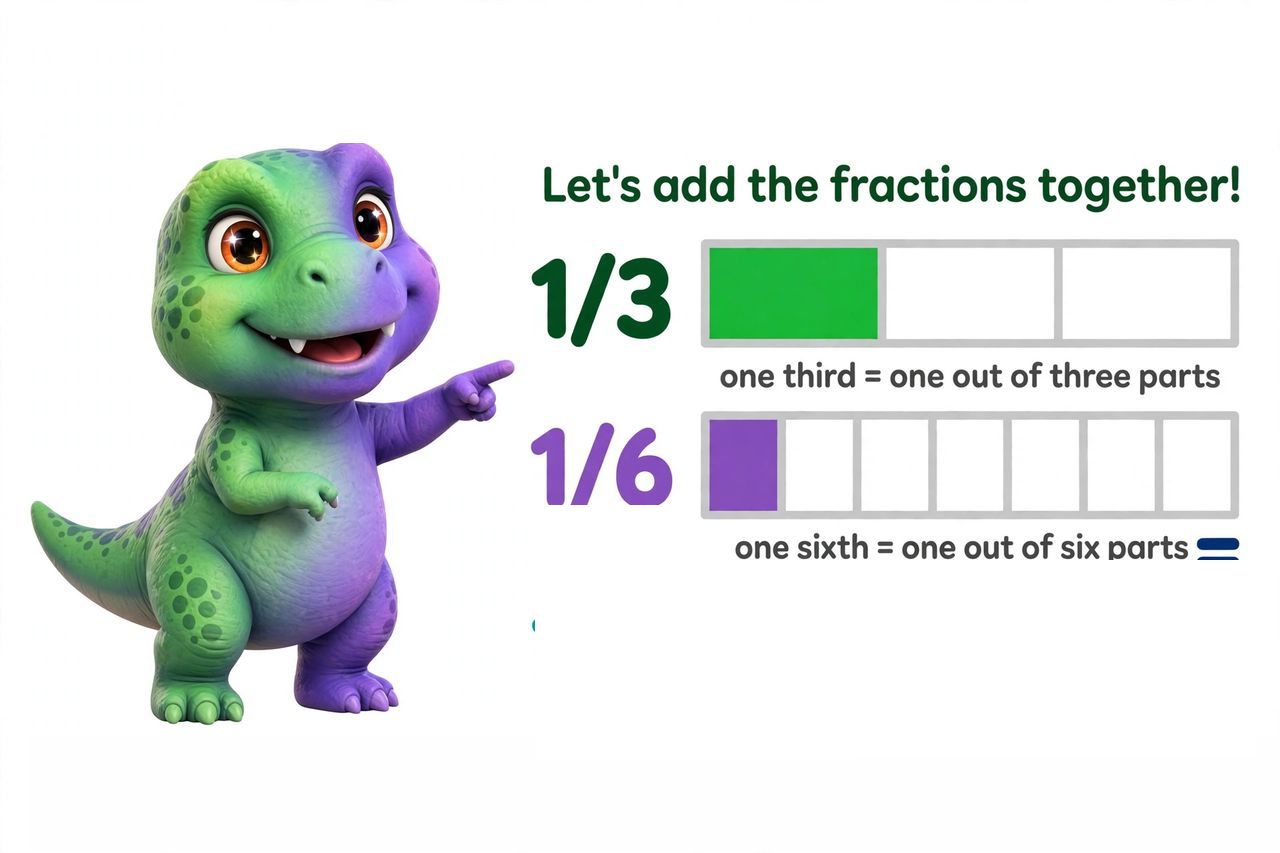 Let's add the fractions together!
1/3
one third = one out of three parts
1/6
one sixth = one out of six parts =